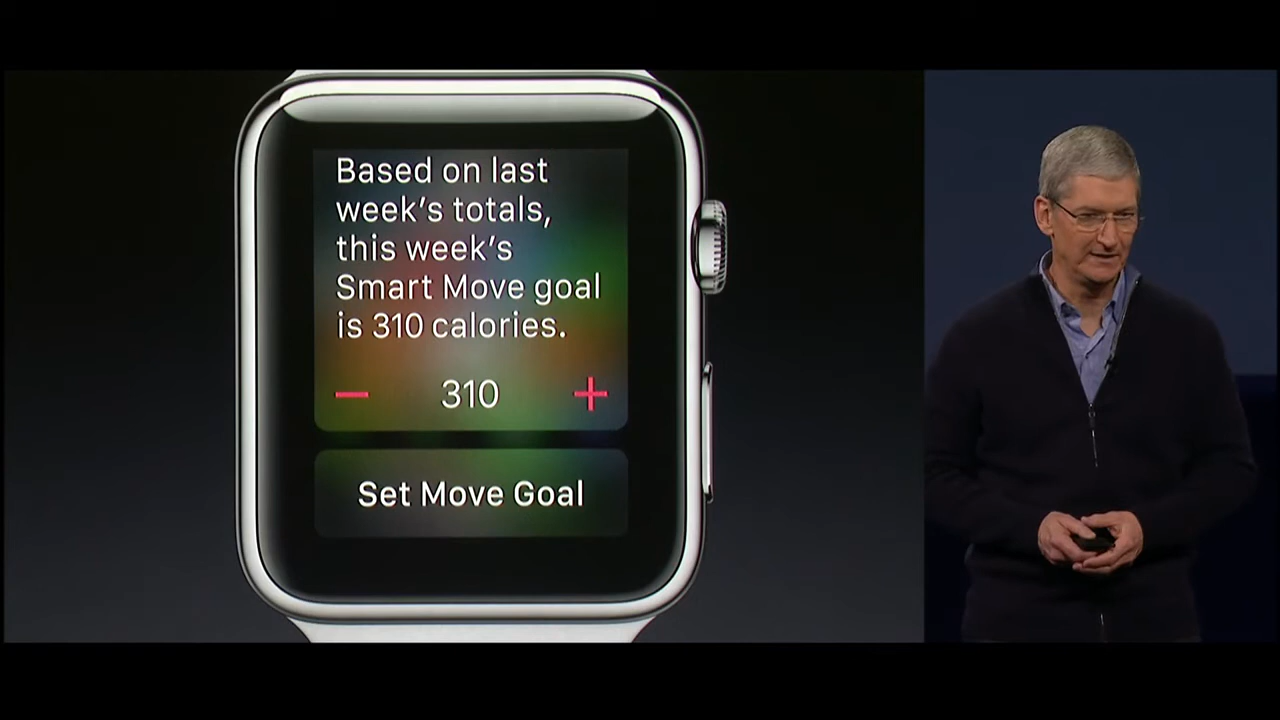 Based on last
week’s totals,
this week’s
Smart Move goal
is 310 calories.
— 310 +
Set Move Goal